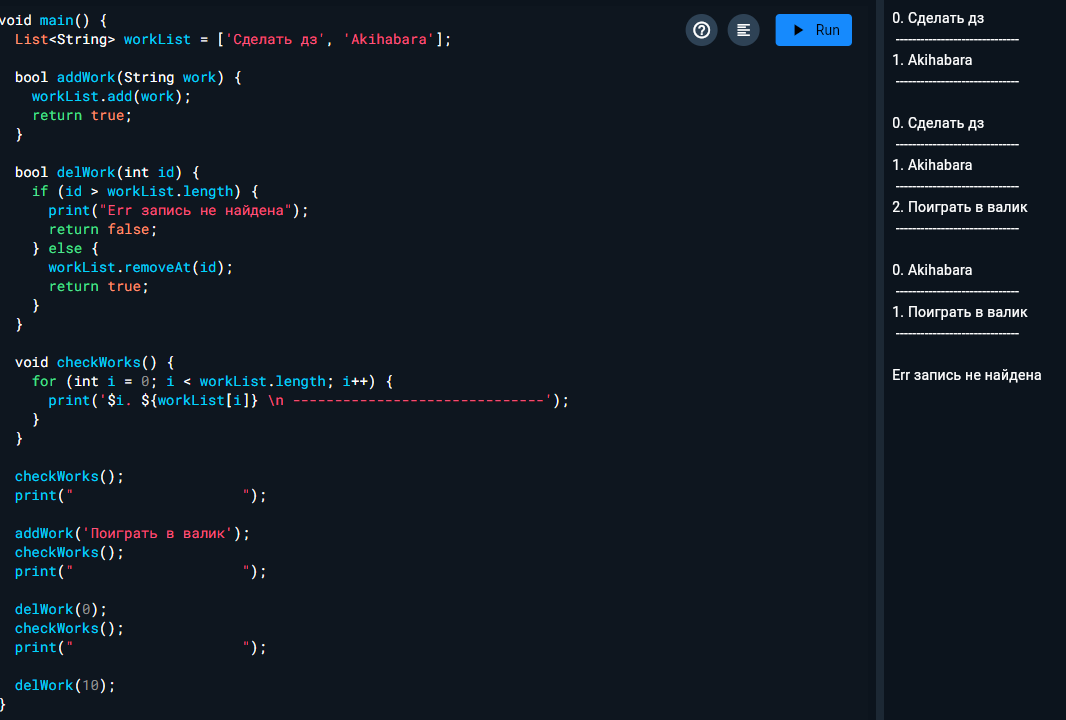 void main() {
  List<String> workList = ['Сделать дз', 'Akihabara'];

  bool addWork(String work) {
    workList.add(work);
    return true;
  }

  bool delWork(int id) {
    if (id > workList.length) {
      print("Err запись не найдена");
      return false;
    } else {
      workList.removeAt(id);
      return true;
    }
  }

  void checkWorks() {
    for (int i = 0; i < workList.length; i++) {
      print('$i. ${workList[i]} \n ------------------------------');
    }
  }

  checkWorks();
  print("                    ");

  addWork('Поиграть в валик');
  checkWorks();
  print("                    ");

  delWork(0);
  checkWorks();
  print("                    ");

  delWork(10);
}
Run
0. Сделать дз
------------------------------
1. Akihabara
------------------------------

0. Сделать дз
------------------------------
1. Akihabara
------------------------------
2. Поиграть в валик
------------------------------

0. Akihabara
------------------------------
1. Поиграть в валик
------------------------------

Err запись не найдена